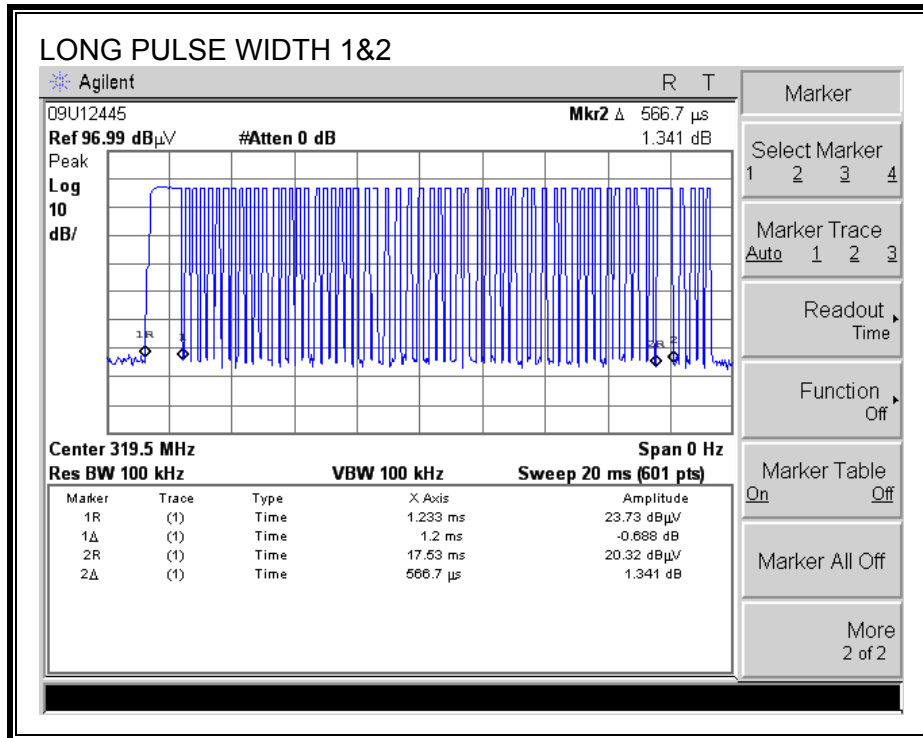 LONG PULSE WIDTH 1&2
Agilent R T
09U12445 Mkr2 Δ 566.7 µs
Ref 96.99 dBµV #Atten 0 dB 1.341 dB
Peak
Log
10
dB/
1R 1 2R 2
Center 319.5 MHz Span 0 Hz
Res BW 100 kHz VBW 100 kHz Sweep 20 ms (601 pts)
Marker Trace Type X Axis Amplitude
1R (1) Time 1.233 ms 23.73 dBµV
1Δ (1) Time 1.2 ms -0.688 dB
2R (1) Time 17.53 ms 20.32 dBµV
2Δ (1) Time 566.7 µs 1.341 dB
Marker
Select Marker
1 2 3 4
Marker Trace
Auto 1 2 3
Readout
Time
Function
Off
Marker Table
On Off
Marker All Off
More
2 of 2